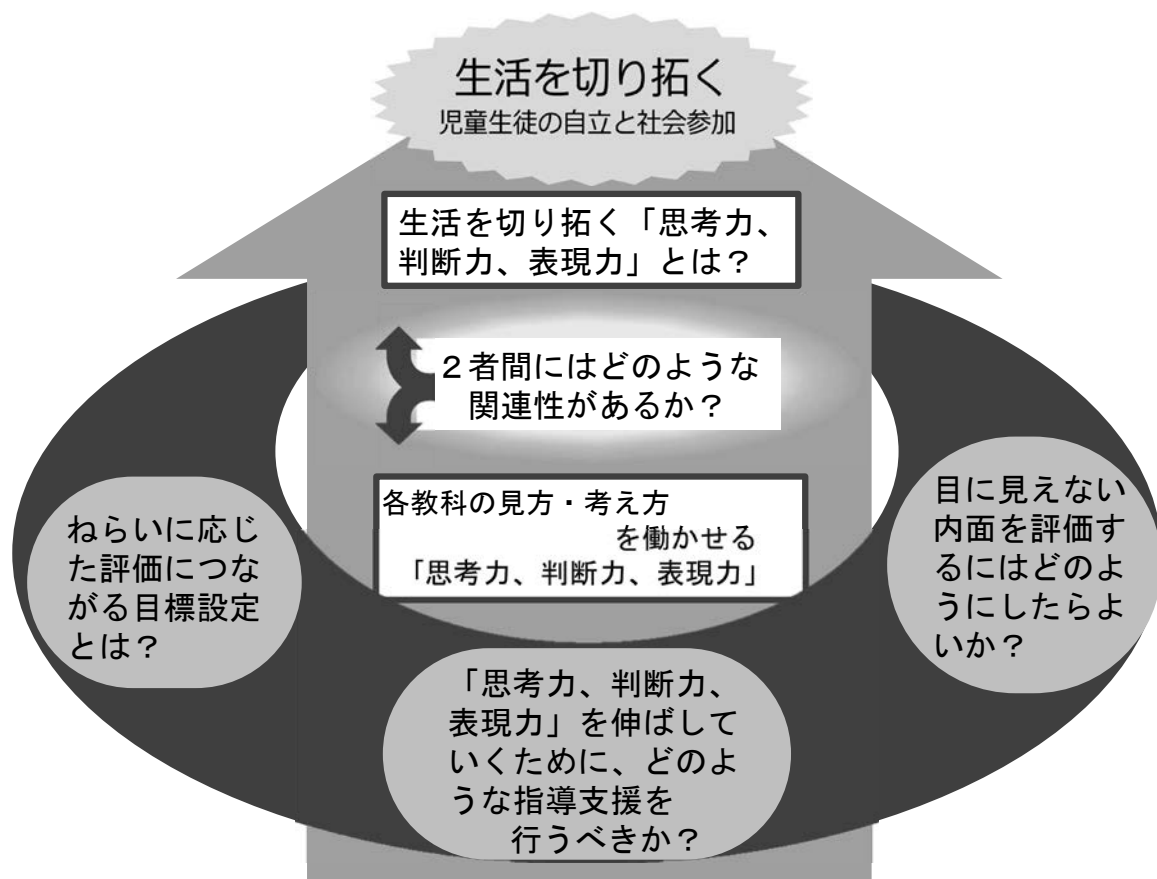 生活を切り拓く
児童生徒の自立と社会参加
生活を切り拓く「思考力、
判断力、表現力」とは?
2者間にはどのような
関連性があるか?
各教科の見方・考え方
を働かせる
「思考力、判断力、表現力」
ねらいに応じ
た評価につな
がる目標設定
とは?
「思考力、判断力、
表現力」を伸ばして
いくために、どのよ
うな指導支援を
行うべきか?
目に見えない
内面を評価す
るにはどのよ
うにしたらよ
いか?